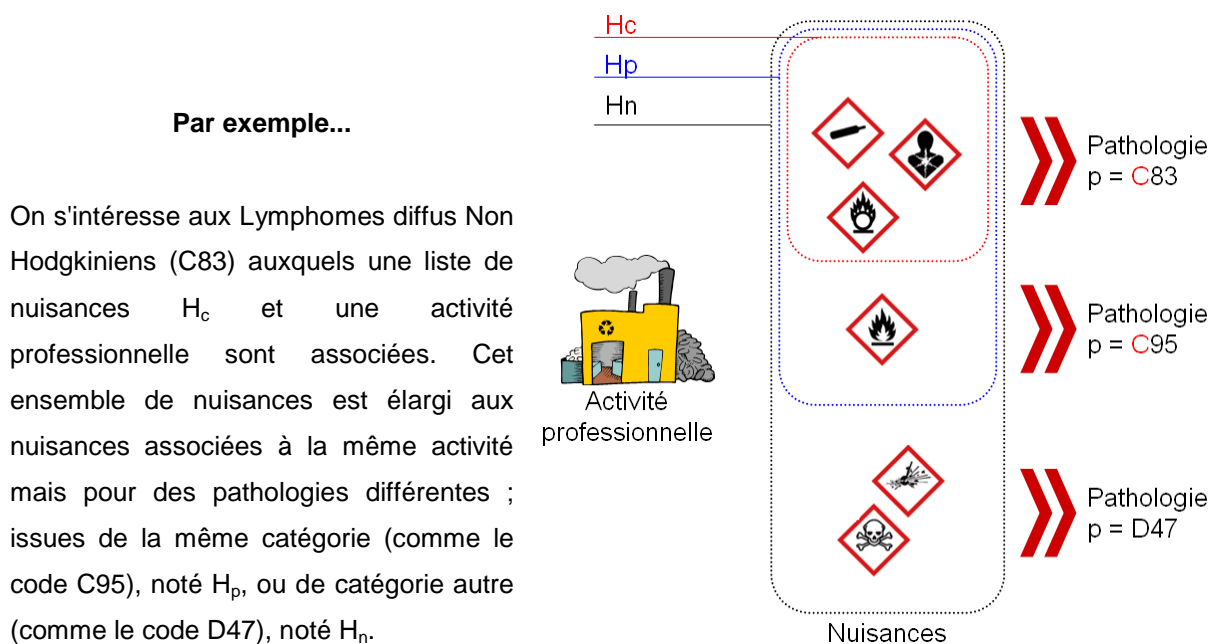 Par exemple...
On s'intéresse aux Lymphomes diffus Non
Hodgkiniens (C83) auxquels une liste de
nuisances Hc et une activité
professionnelle sont associées. Cet
ensemble de nuisances est élargi aux
nuisances associées à la même activité
mais pour des pathologies différentes ;
issues de la même catégorie (comme le
code C95), noté Hp, ou de catégorie autre
(comme le code D47), noté Hn.
Hc
Hp
Hn
Activité
professionnelle
Pathologie
p = C83
Pathologie
p = C95
Pathologie
p = D47
Nuisances